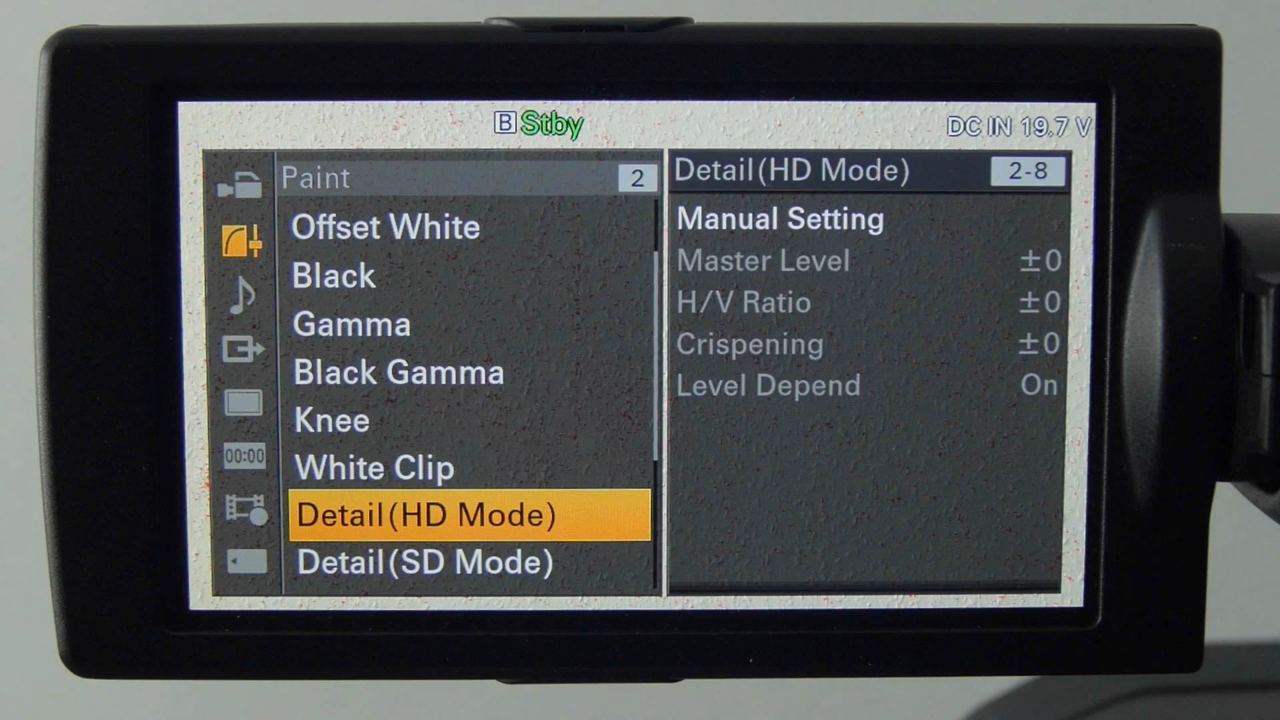 B Stby
DC IN 19.7 V
Paint 2
Offset White
Black
Gamma
Black Gamma
Knee
White Clip
Detail(HD Mode)
Detail(SD Mode)
00:00
Detail(HD Mode) 2-8
Manual Setting
Master Level ±0
H/V Ratio ±0
Crispening ±0
Level Depend On